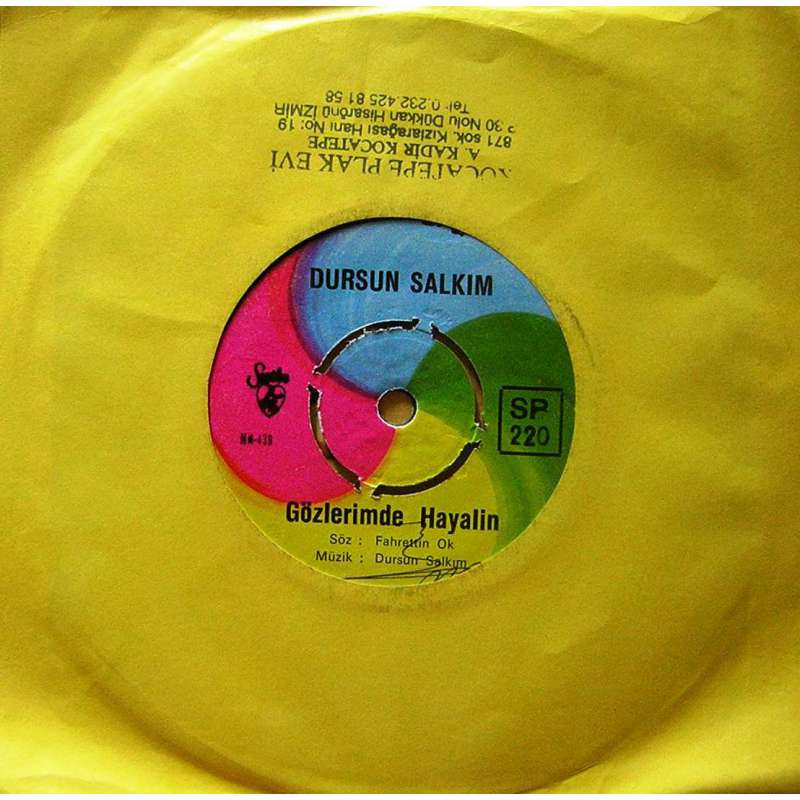 KOCATEPE PLAK EVİ
A. KADİR KOCATEPE
871 sok. Kızlarağası Hanı No: 19
30 Nolu Dükkan Hisarönü İZMİR
Tel: 0.232.425 81 58
DURSUN SALKIM
SP
220
Gözlerimde Hayalin
Söz : Fahrettin Ok
Müzik : Dursun Salkım